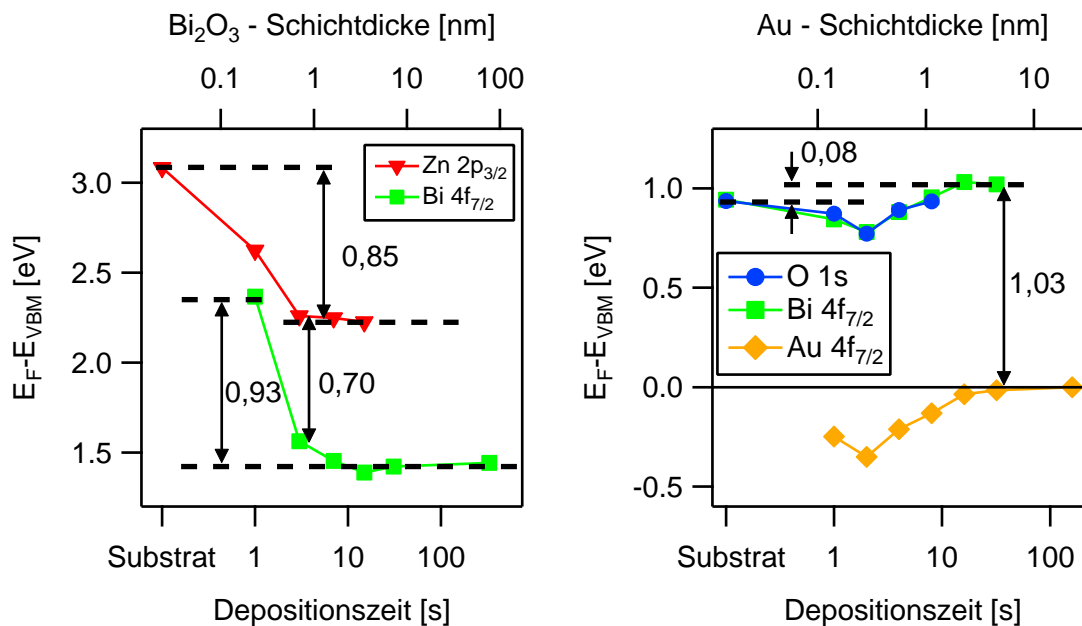 Bi2O3 - Schichtdicke [nm]
0.1 1 10 100
EF-EVBM [eV]
3.0
2.5
2.0
1.5
Zn 2p3/2
Bi 4f7/2
0,85
0,93
0,70
Substrat 1 10 100
Depositionszeit [s]
Au - Schichtdicke [nm]
0.1 1 10
EF-EVBM [eV]
1.0
0.5
0.0
-0.5
0,08
O 1s
Bi 4f7/2
Au 4f7/2
1,03
Substrat 1 10 100
Depositionszeit [s]